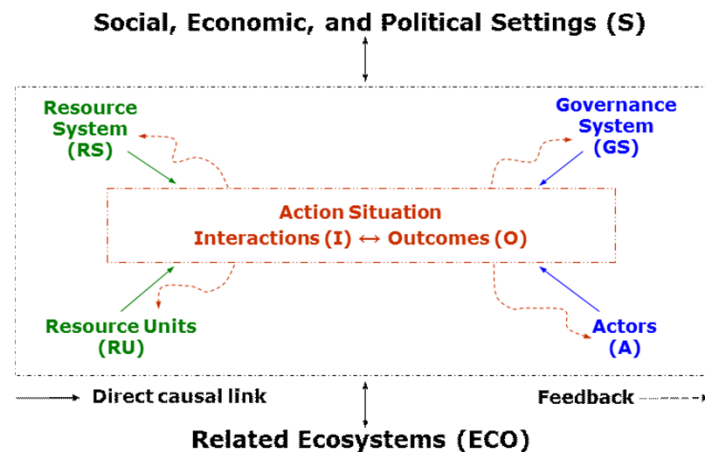 Social, Economic, and Political Settings (S)
Resource
System
(RS)
Governance
System
(GS)
Action Situation
Interactions (I) ↔ Outcomes (O)
Resource Units
(RU)
Actors
(A)
Direct causal link
Feedback
Related Ecosystems (ECO)